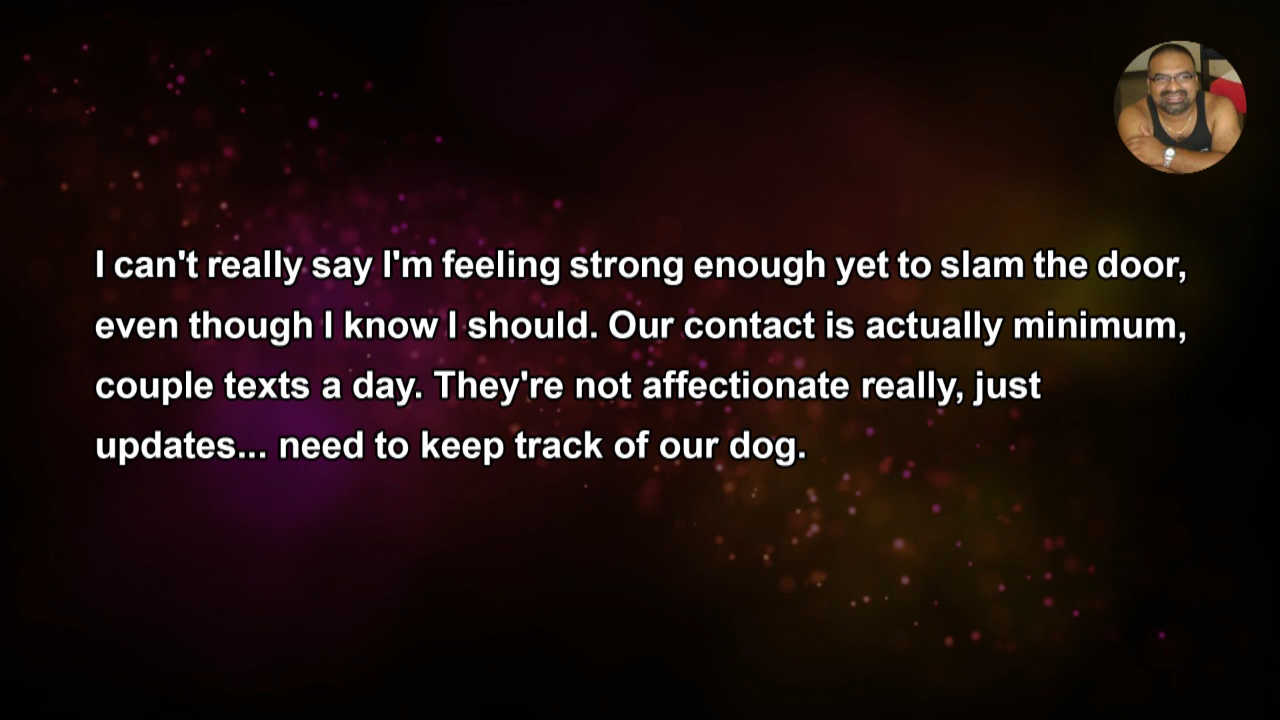 I can't really say I'm feeling strong enough yet to slam the door,
even though I know I should. Our contact is actually minimum,
couple texts a day. They're not affectionate really, just
updates... need to keep track of our dog.